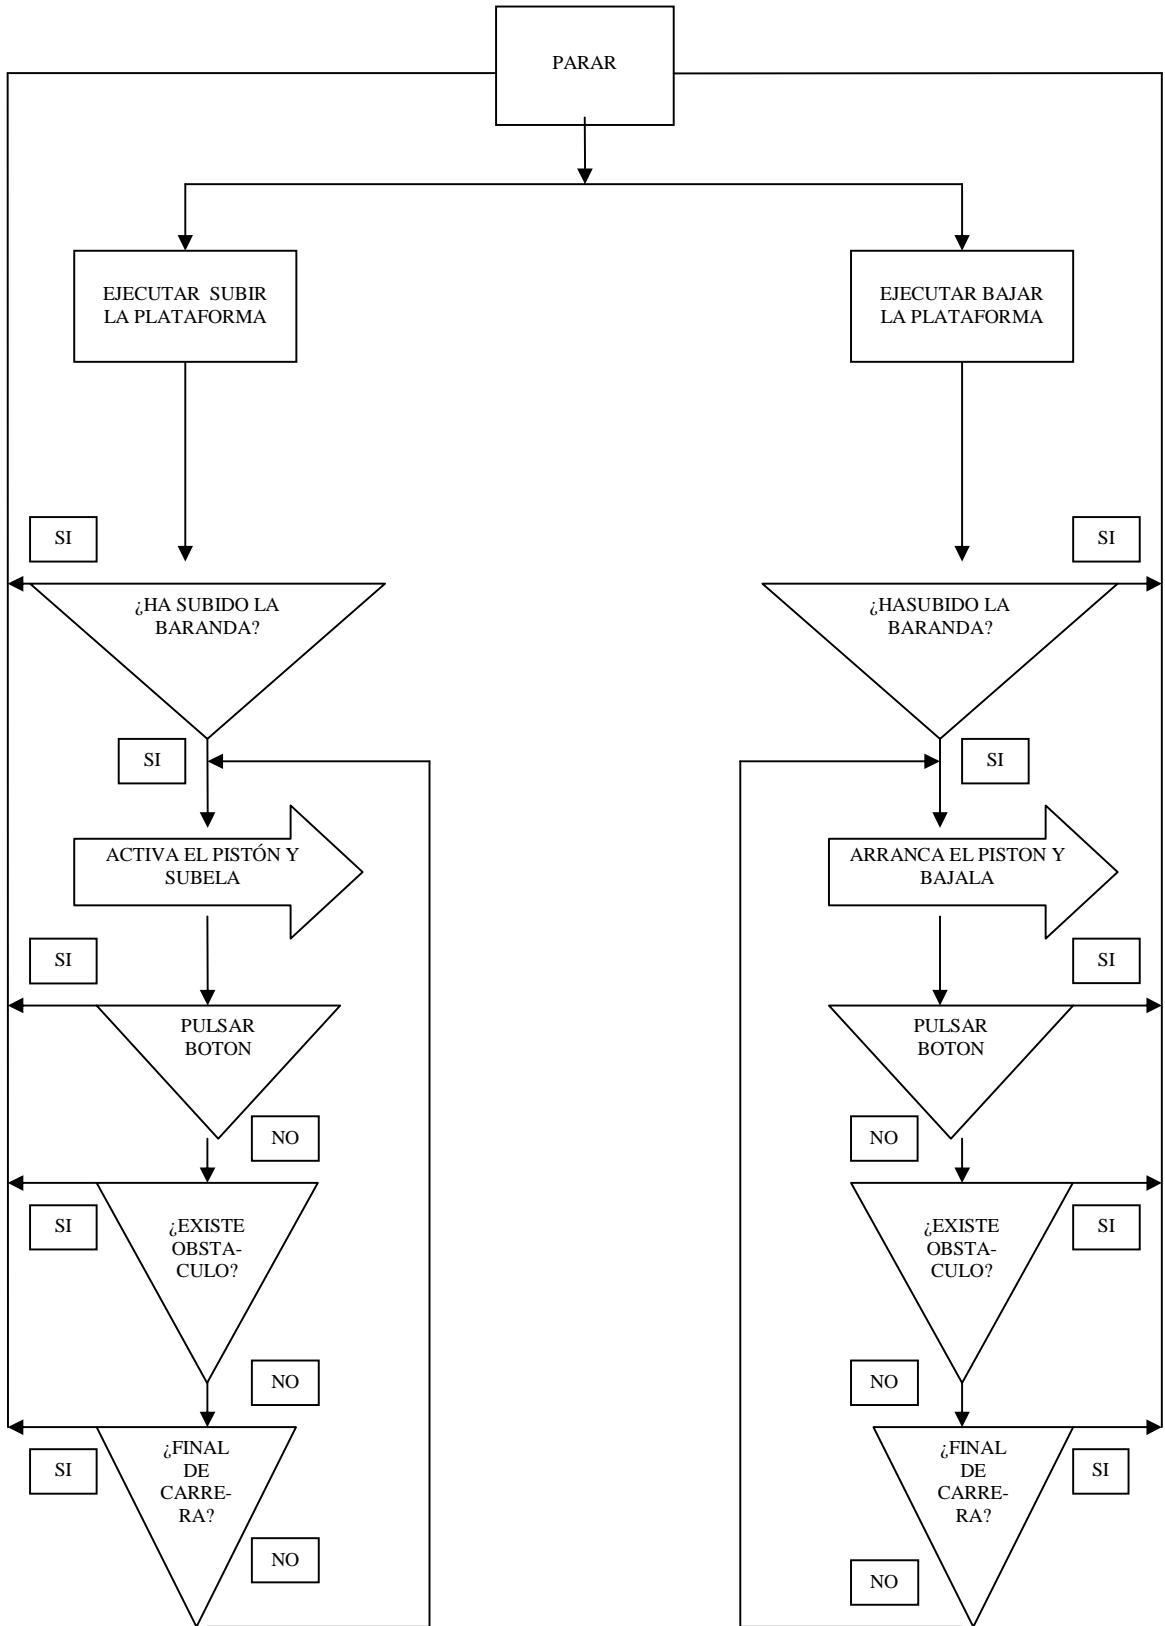 PARAR
EJECUTAR SUBIR
LA PLATAFORMA
EJECUTAR BAJAR
LA PLATAFORMA
SI
SI
¿HA SUBIDO LA
BARANDA?
¿HASUBIDO LA
BARANDA?
SI
SI
ACTIVA EL PISTÓN Y
SUBELA
ARRANCA EL PISTON Y
BAJALA
SI
SI
PULSAR
BOTON
PULSAR
BOTON
NO
NO
SI
¿EXISTE
OBSTA-
CULO?
¿EXISTE
OBSTA-
CULO?
SI
NO
NO
SI
¿FINAL
DE
CARRE-
RA?
¿FINAL
DE
CARRE-
RA?
SI
NO
NO